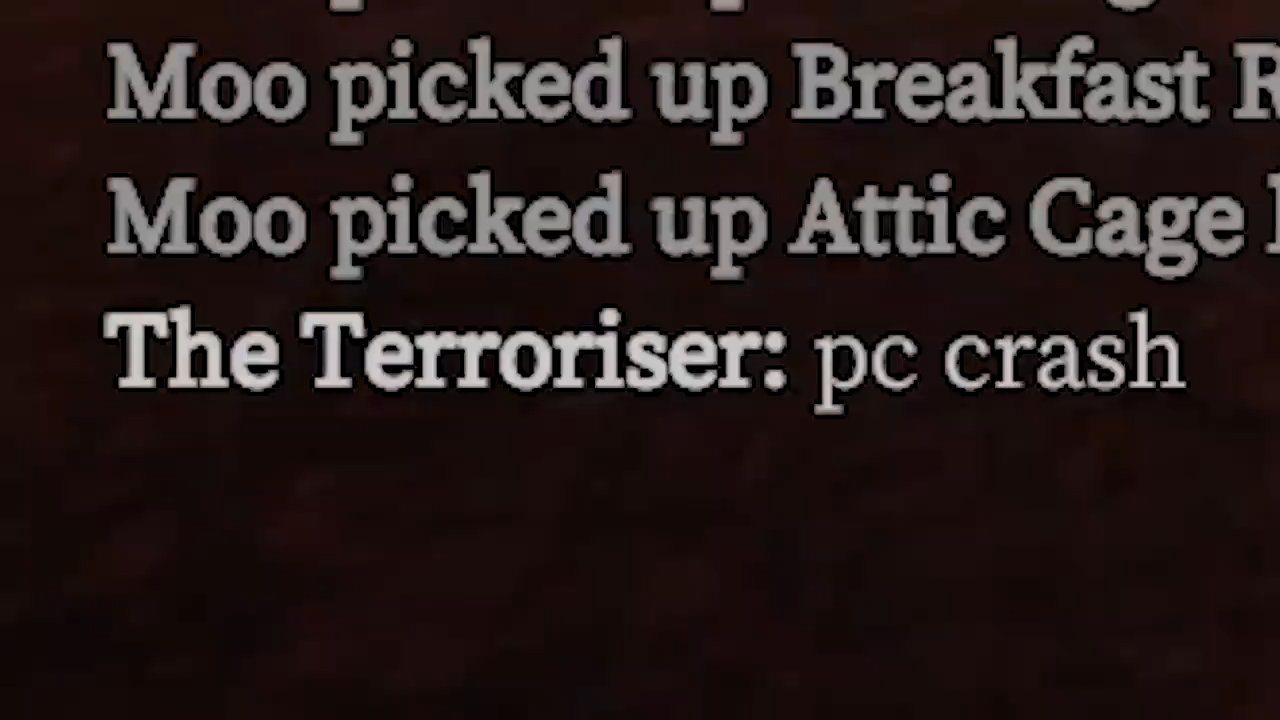 Moo picked up Breakfast
Moo picked up Attic Cage
The Terroriser: pc crash